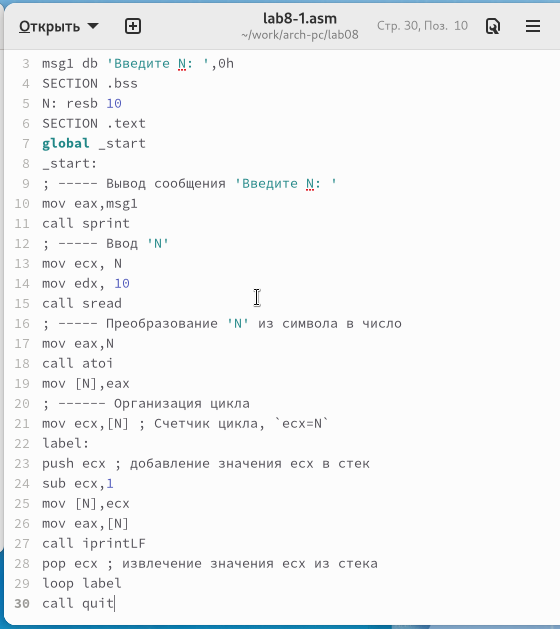 Открыть
lab8-1.asm
~/work/arch-pc/lab08
Стр. 30, Поз. 10
3 msg1 db 'Введите N: ',0h
4 SECTION .bss
5 N: resb 10
6 SECTION .text
7 global _start
8 _start:
9 ; ----- Вывод сообщения 'Введите N: '
10 mov eax,msg1
11 call sprint
12 ; ----- Ввод 'N'
13 mov ecx, N
14 mov edx, 10
15 call sread
16 ; ----- Преобразование 'N' из символа в число
17 mov eax,N
18 call atoi
19 mov [N],eax
20 ; ------ Организация цикла
21 mov ecx,[N] ; Счетчик цикла, `ecx=N`
22 label:
23 push ecx ; добавление значения ecx в стек
24 sub ecx,1
25 mov [N],ecx
26 mov eax,[N]
27 call iprintLF
28 pop ecx ; извлечение значения ecx из стека
29 loop label
30 call quit